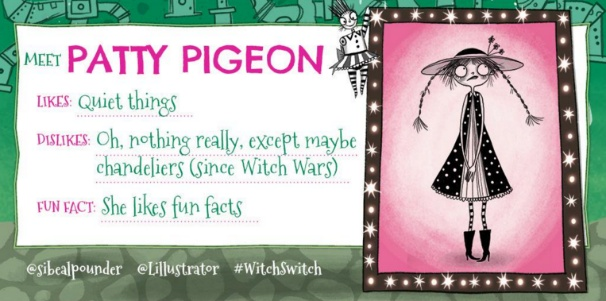 MEET PATTY PIGEON
LIKES: Quiet things
DISLIKES: Oh, nothing really, except maybe
chandeliers (since Witch Wars)
FUN FACT: She likes fun facts
@sibealpounder @Lillustrator #WitchSwitch